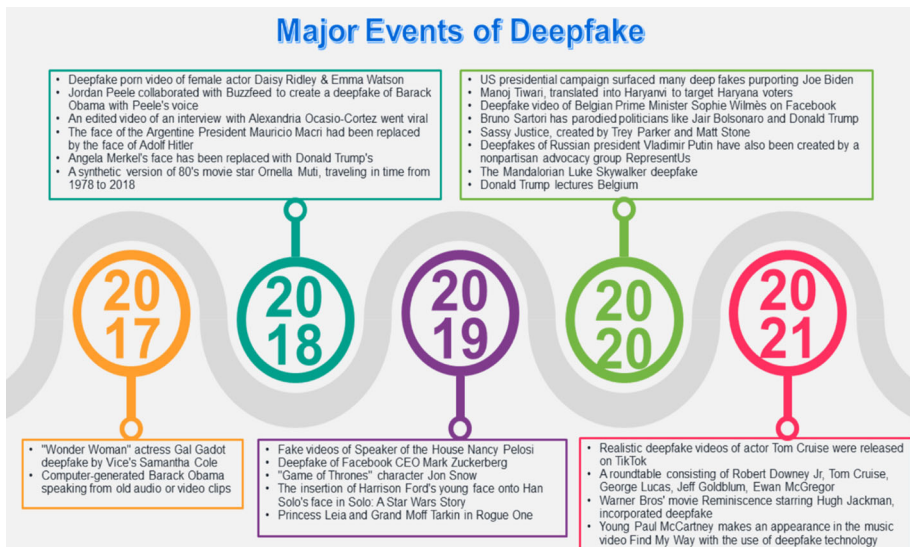 Major Events of Deepfake
• Deepfake porn video of female actor Daisy Ridley & Emma Watson
• Jordan Peele collaborated with Buzzfeed to create a deepfake of Barack
Obama with Peele's voice
• An edited video of an interview with Alexandria Ocasio-Cortez went viral
• The face of the Argentine President Mauricio Macri had been replaced
by the face of Adolf Hitler
• Angela Merkel's face has been replaced with Donald Trump's
• A synthetic version of 80's movie star Ornella Muti, traveling in time from
1978 to 2018
• US presidential campaign surfaced many deep fakes purporting Joe Biden
• Manoj Tiwari, translated into Haryanvi to target Haryana voters
• Deepfake video of Belgian Prime Minister Sophie Wilmès on Facebook
• Bruno Sartori has parodied politicians like Jair Bolsonaro and Donald Trump
• Sassy Justice, created by Trey Parker and Matt Stone
• Deepfakes of Russian president Vladimir Putin have also been created by a
nonpartisan advocacy group RepresentUs
• The Mandalorian Luke Skywalker deepfake
• Donald Trump lectures Belgium
20
17
20
18
20
19
20
20
20
21
• "Wonder Woman" actress Gal Gadot
deepfake by Vice's Samantha Cole
• Computer-generated Barack Obama
speaking from old audio or video clips
• Fake videos of Speaker of the House Nancy Pelosi
• Deepfake of Facebook CEO Mark Zuckerberg
• "Game of Thrones" character Jon Snow
• The insertion of Harrison Ford's young face onto Han
Solo's face in Solo: A Star Wars Story
• Princess Leia and Grand Moff Tarkin in Rogue One
• Realistic deepfake videos of actor Tom Cruise were released
on TikTok
• A roundtable consisting of Robert Downey Jr, Tom Cruise,
George Lucas, Jeff Goldblum, Ewan McGregor
• Warner Bros' movie Reminiscence starring Hugh Jackman,
incorporated deepfake
• Young Paul McCartney makes an appearance in the music
video Find My Way with the use of deepfake technology